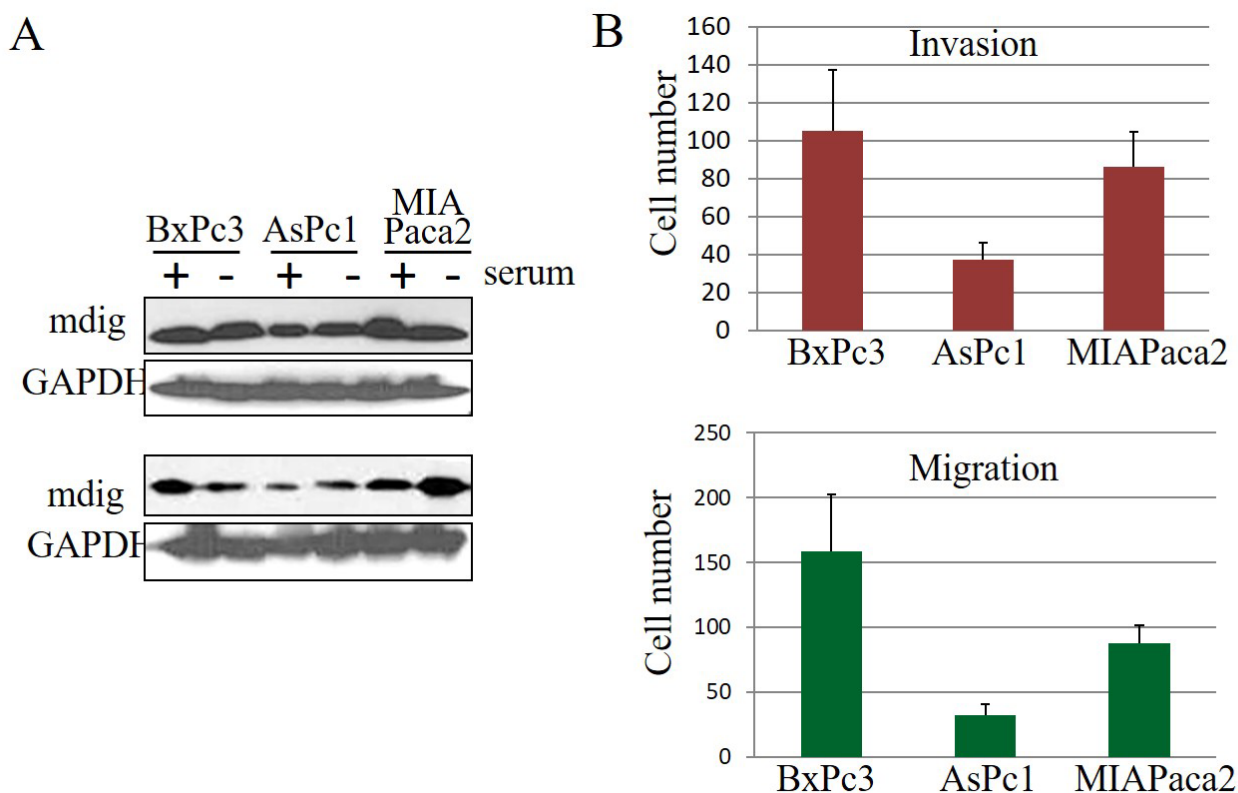 A
BxPc3 AsPc1 MIA
Paca2
+ - + - + - serum
mdig
GAPDH
mdig
GAPDH
B
Invasion
Cell number
160
140
120
100
80
60
40
20
0
BxPc3 AsPc1 MIAPaca2
Migration
Cell number
250
200
150
100
50
0
BxPc3 AsPc1 MIAPaca2